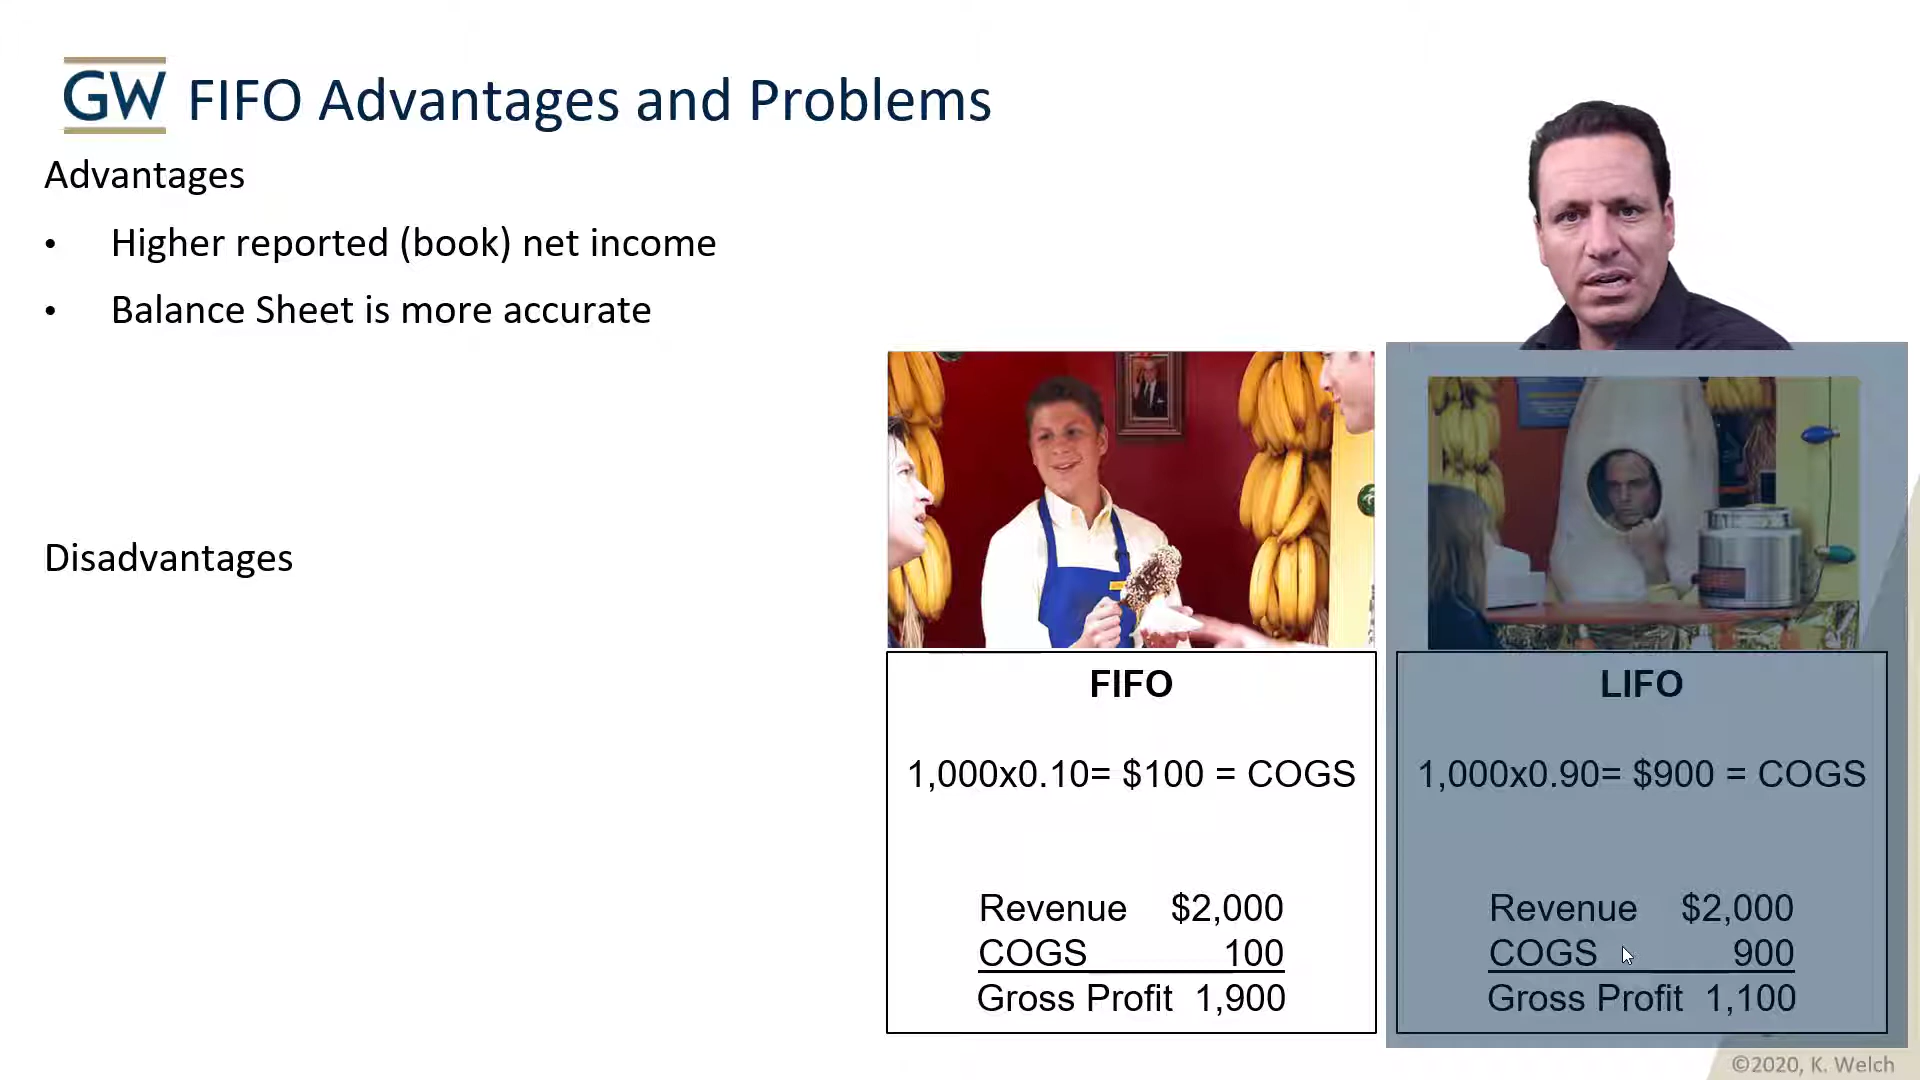 GW FIFO Advantages and Problems
Advantages
• Higher reported (book) net income
• Balance Sheet is more accurate
Disadvantages
FIFO
1,000x0.10= $100 = COGS
Revenue $2,000
COGS 100
Gross Profit 1,900
LIFO
1,000x0.90= $900 = COGS
Revenue $2,000
COGS 900
Gross Profit 1,100
©2020, K. Welch